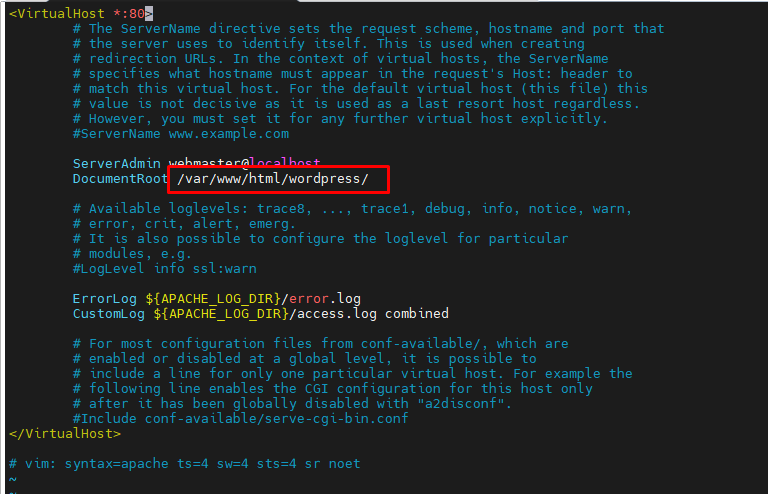 <VirtualHost *:80>
# The ServerName directive sets the request scheme, hostname and port that
# the server uses to identify itself. This is used when creating
# redirection URLs. In the context of virtual hosts, the ServerName
# specifies what hostname must appear in the request's Host: header to
# match this virtual host. For the default virtual host (this file) this
# value is not decisive as it is used as a last resort host regardless.
# However, you must set it for any further virtual host explicitly.
#ServerName www.example.com
ServerAdmin webmaster@localhost
DocumentRoot /var/www/html/wordpress/
# Available loglevels: trace8, ..., trace1, debug, info, notice, warn,
# error, crit, alert, emerg.
# It is also possible to configure the loglevel for particular
# modules, e.g.
#LogLevel info ssl:warn
ErrorLog ${APACHE_LOG_DIR}/error.log
CustomLog ${APACHE_LOG_DIR}/access.log combined
# For most configuration files from conf-available/, which are
# enabled or disabled at a global level, it is possible to
# include a line for only one particular virtual host. For example the
# following line enables the CGI configuration for this host only
# after it has been globally disabled with "a2disconf".
#Include conf-available/serve-cgi-bin.conf
</VirtualHost>
# vim: syntax=apache ts=4 sw=4 sts=4 sr noet
~
~